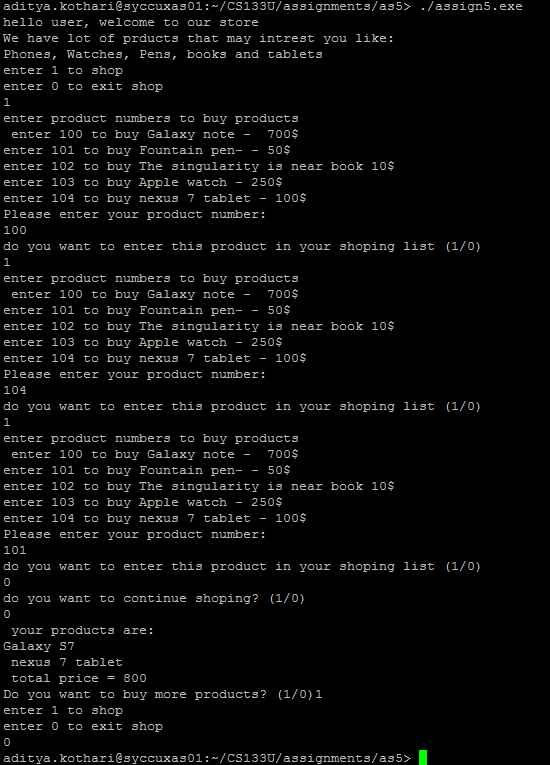 aditya.kothari@syccuxas01:~/CS133U/assignments/as5> ./assign5.exe
hello user, welcome to our store
We have lot of prducts that may intrest you like:
Phones, Watches, Pens, books and tablets
enter 1 to shop
enter 0 to exit shop
1
enter product numbers to buy products
 enter 100 to buy Galaxy note -  700$
enter 101 to buy Fountain pen- - 50$
enter 102 to buy The singularity is near book 10$
enter 103 to buy Apple watch - 250$
enter 104 to buy nexus 7 tablet - 100$
Please enter your product number:
100
do you want to enter this product in your shoping list (1/0)
1
enter product numbers to buy products
 enter 100 to buy Galaxy note -  700$
enter 101 to buy Fountain pen- - 50$
enter 102 to buy The singularity is near book 10$
enter 103 to buy Apple watch - 250$
enter 104 to buy nexus 7 tablet - 100$
Please enter your product number:
104
do you want to enter this product in your shoping list (1/0)
1
enter product numbers to buy products
 enter 100 to buy Galaxy note -  700$
enter 101 to buy Fountain pen- - 50$
enter 102 to buy The singularity is near book 10$
enter 103 to buy Apple watch - 250$
enter 104 to buy nexus 7 tablet - 100$
Please enter your product number:
101
do you want to enter this product in your shoping list (1/0)
0
do you want to continue shoping? (1/0)
0
 your products are:
Galaxy S7
 nexus 7 tablet
 total price = 800
Do you want to buy more products? (1/0)1
enter 1 to shop
enter 0 to exit shop
0
aditya.kothari@syccuxas01:~/CS133U/assignments/as5>